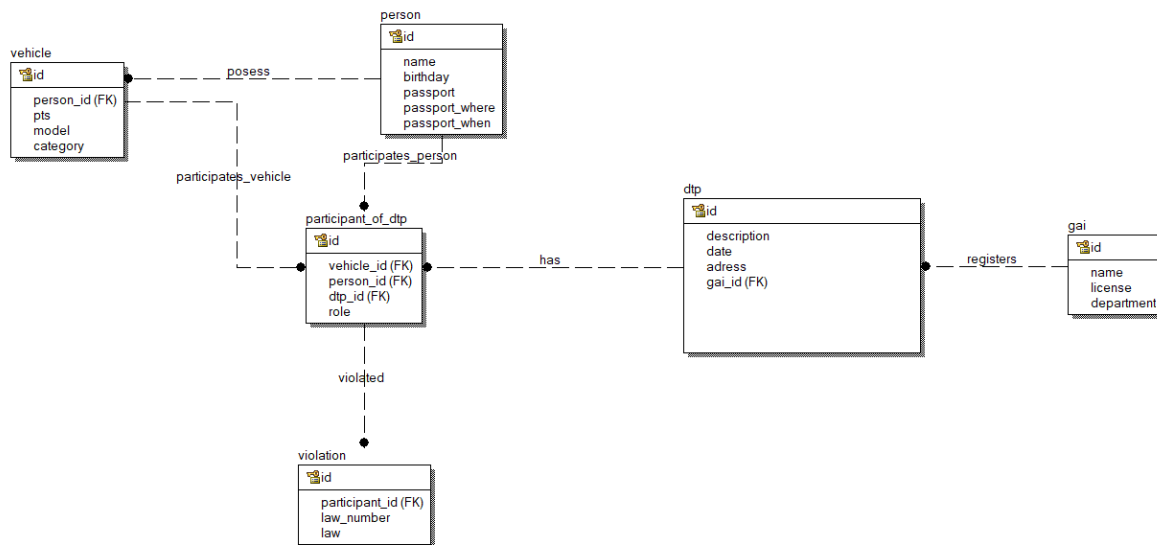 person
id
name
birthday
passport
passport_where
passport_when
vehicle
id
person_id (FK)
pts
model
category
posess
participates_person
participates_vehicle
participant_of_dtp
id
vehicle_id (FK)
person_id (FK)
dtp_id (FK)
role
has
dtp
id
description
date
adress
gai_id (FK)
registers
gai
id
name
license
department
violated
violation
id
participant_id (FK)
law_number
law